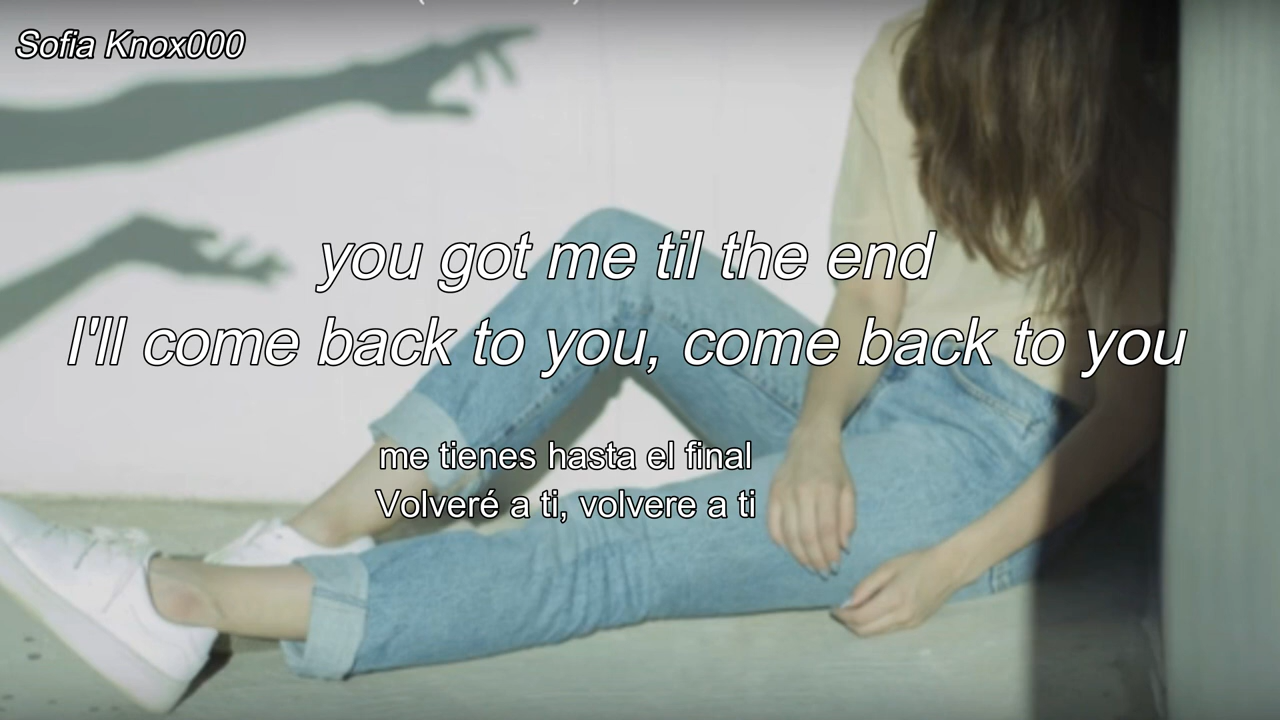 Sofia Knox000
you got me til the end
I'll come back to you, come back to you
me tienes hasta el final
Volveré a ti, volvere a ti